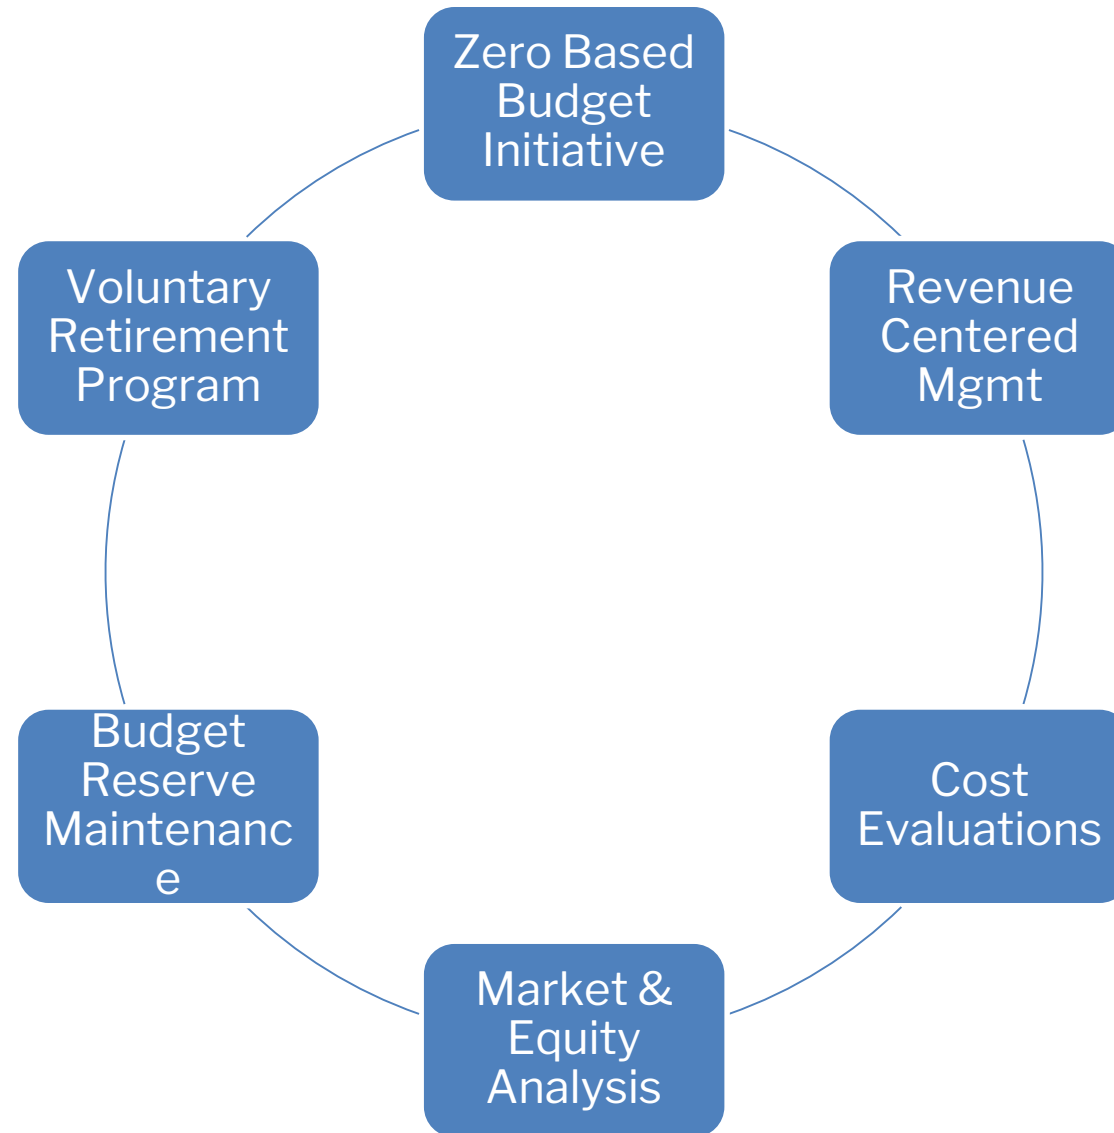 Zero Based
Budget
Initiative
Revenue
Centered
Mgmt
Cost
Evaluations
Market &
Equity
Analysis
Budget
Reserve
Maintenanc
e
Voluntary
Retirement
Program